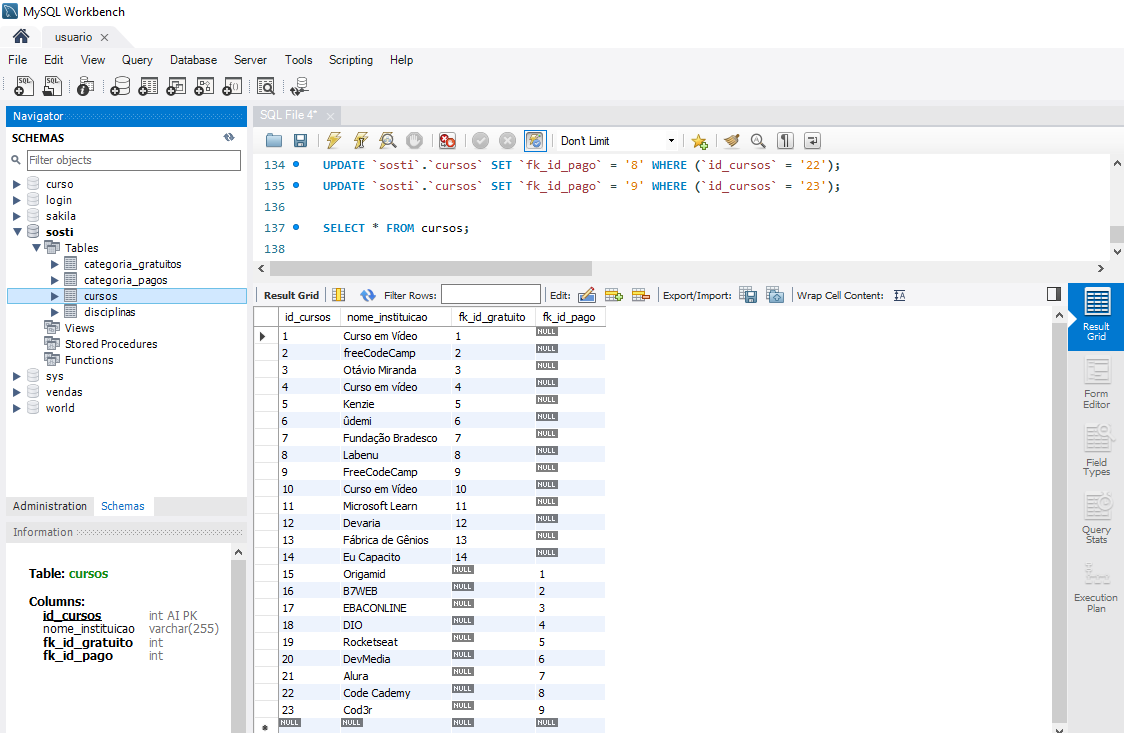 MySQL Workbench
usuario
File Edit View Query Database Server Tools Scripting Help
Navigator
SCHEMAS
Filter objects
curso
login
sakila
sosti
Tables
categoria_gratuitos
categoria_pagos
cursos
disciplinas
Views
Stored Procedures
Functions
sys
vendas
world
Administration Schemas
Information
Table: cursos
Columns:
id_cursos int AI PK
nome_instituicao varchar(255)
fk_id_gratuito int
fk_id_pago int
SQL File 4*
Don't Limit
134 UPDATE `sosti`.`cursos` SET `fk_id_pago` = '8' WHERE (`id_cursos` = '22');
135 UPDATE `sosti`.`cursos` SET `fk_id_pago` = '9' WHERE (`id_cursos` = '23');
136
137 SELECT * FROM cursos;
138
Result Grid Filter Rows: Edit: Export/Import: Wrap Cell Content:
id_cursos nome_instituicao fk_id_gratuito fk_id_pago
1 Curso em Vídeo 1 NULL
2 freeCodeCamp 2 NULL
3 Otávio Miranda 3 NULL
4 Curso em vídeo 4 NULL
5 Kenzie 5 NULL
6 ûdemi 6 NULL
7 Fundação Bradesco 7 NULL
8 Labenu 8 NULL
9 FreeCodeCamp 9 NULL
10 Curso em Vídeo 10 NULL
11 Microsoft Learn 11 NULL
12 Devaria 12 NULL
13 Fábrica de Gênios 13 NULL
14 Eu Capacito 14 NULL
15 Origamid NULL 1
16 B7WEB NULL 2
17 EBACONLINE NULL 3
18 DIO NULL 4
19 Rocketseat NULL 5
20 DevMedia NULL 6
21 Alura NULL 7
22 Code Cademy NULL 8
23 Cod3r NULL 9
NULL NULL NULL NULL
Result
Grid
Form
Editor
Field
Types
Query
Stats
Execution
Plan